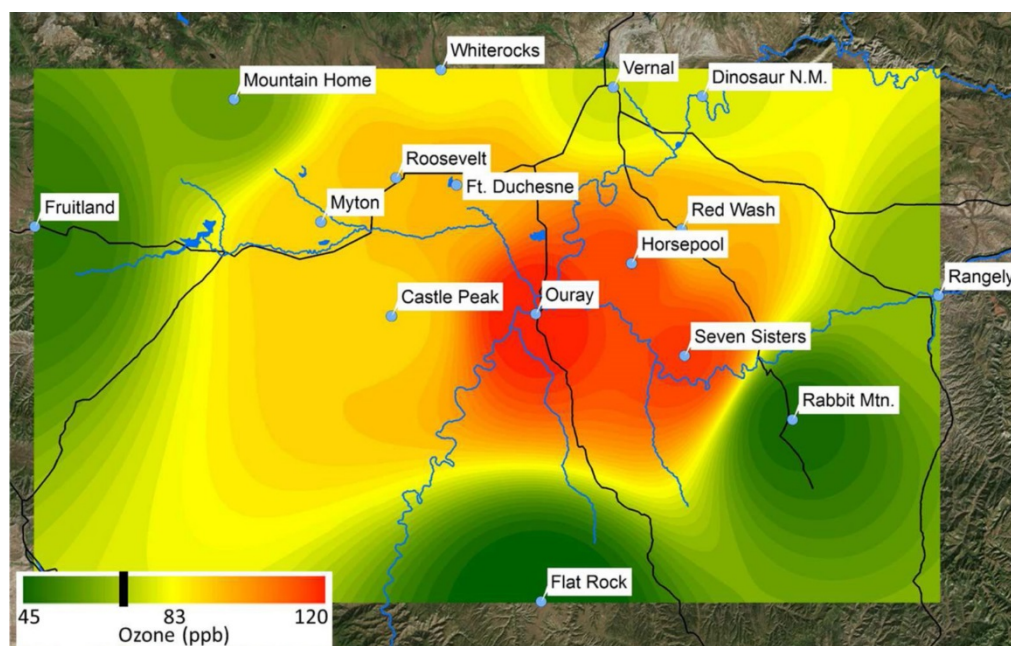 Whiterocks
Vernal
Dinosaur N.M.
Mountain Home
Roosevelt
Ft. Duchesne
Fruitland
Myton
Red Wash
Horsepool
Rangely
Castle Peak
Ouray
Seven Sisters
Rabbit Mtn.
Flat Rock
45 83 120
Ozone (ppb)